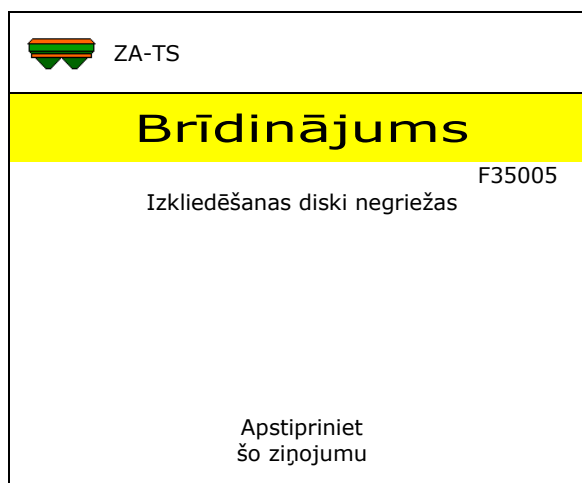 ZA-TS
Brīdinājums
F35005
Izkliedēšanas diski negriežas
Apstipriniet
šo ziņojumu